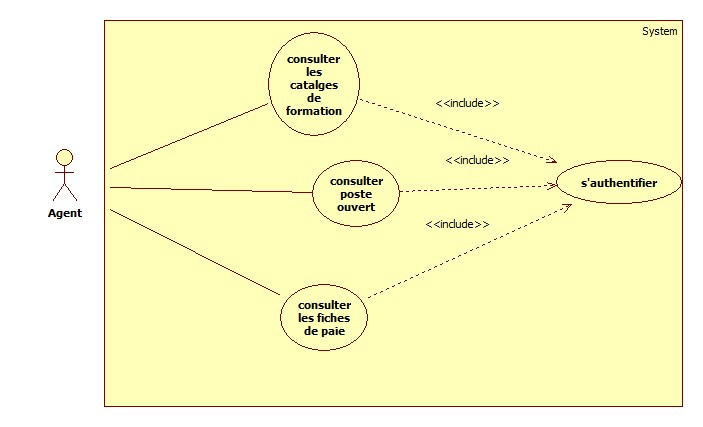 System
consulter
les
catalges
de
formation
<<include>>
<<include>>
consulter
poste
ouvert
s'authentifier
Agent
<<include>>
consulter
les fiches
de paie